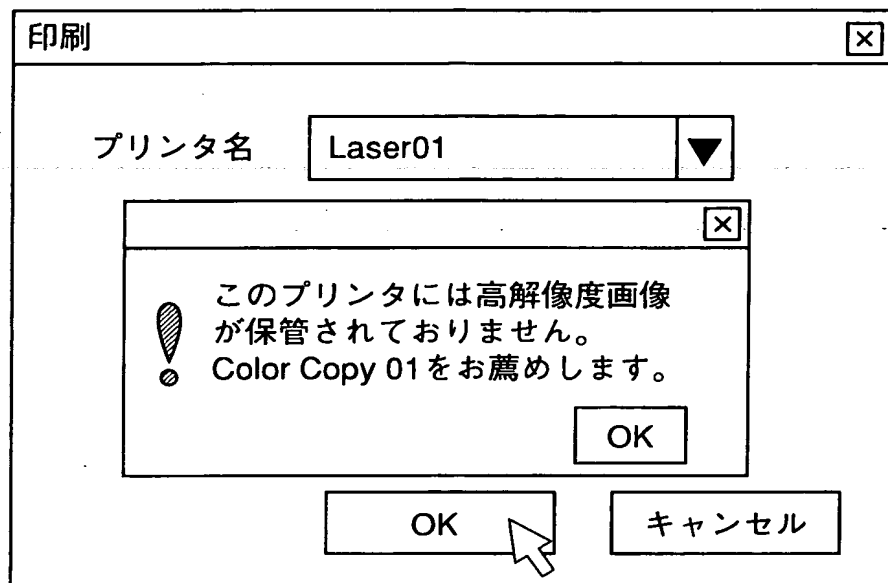 印刷
プリンタ名 Laser01
このプリンタには高解像度画像
が保管されておりません。
Color Copy 01をお薦めします。
OK
OK キャンセル